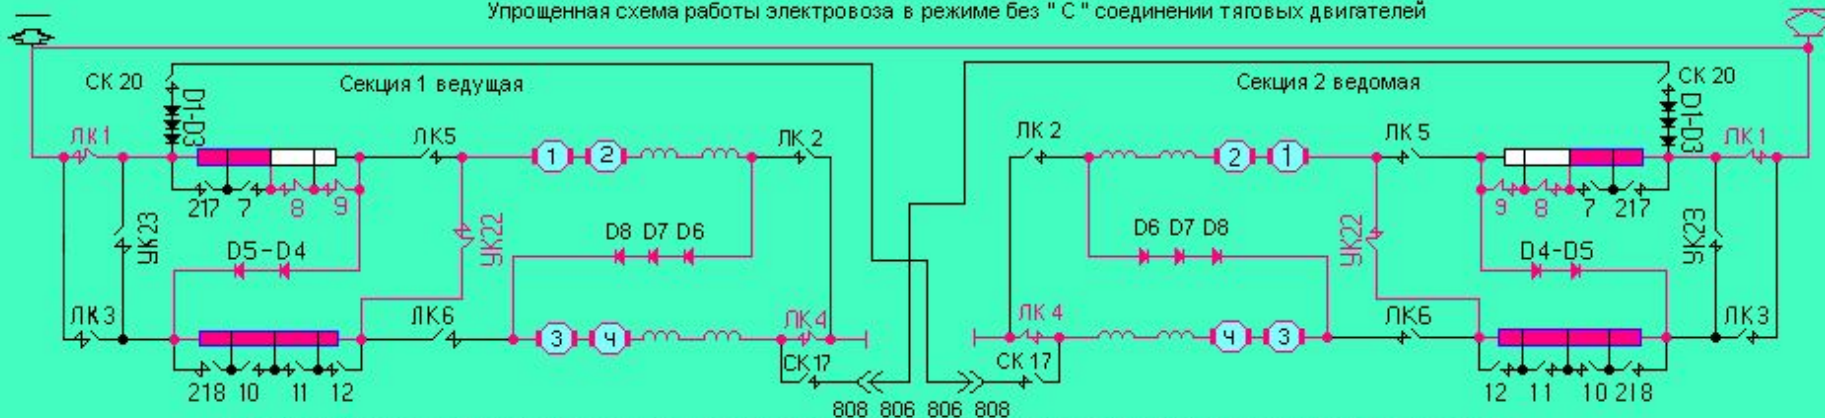 Упрощенная схема работы электровоза в режиме без " С " соединении тяговых двигателей
СК 20 Секция 1 ведущая Секция 2 ведомая СК 20
D1-D3 D1-D3
ЛК1 ЛК5 1 2 ЛК 2 ЛК 2 2 1 ЛК 5 ЛК1
217 7 8 9 9 8 7 217
УК23 УК22 УК22 УК23
D5-D4 D8 D7 D6 D6 D7 D8 D4-D5
ЛК3 ЛК6 3 4 ЛК4 ЛК 4 4 3 ЛК6 ЛК3
СК17 СК 17
218 10 11 12 12 11 10 218
808 806 806 808